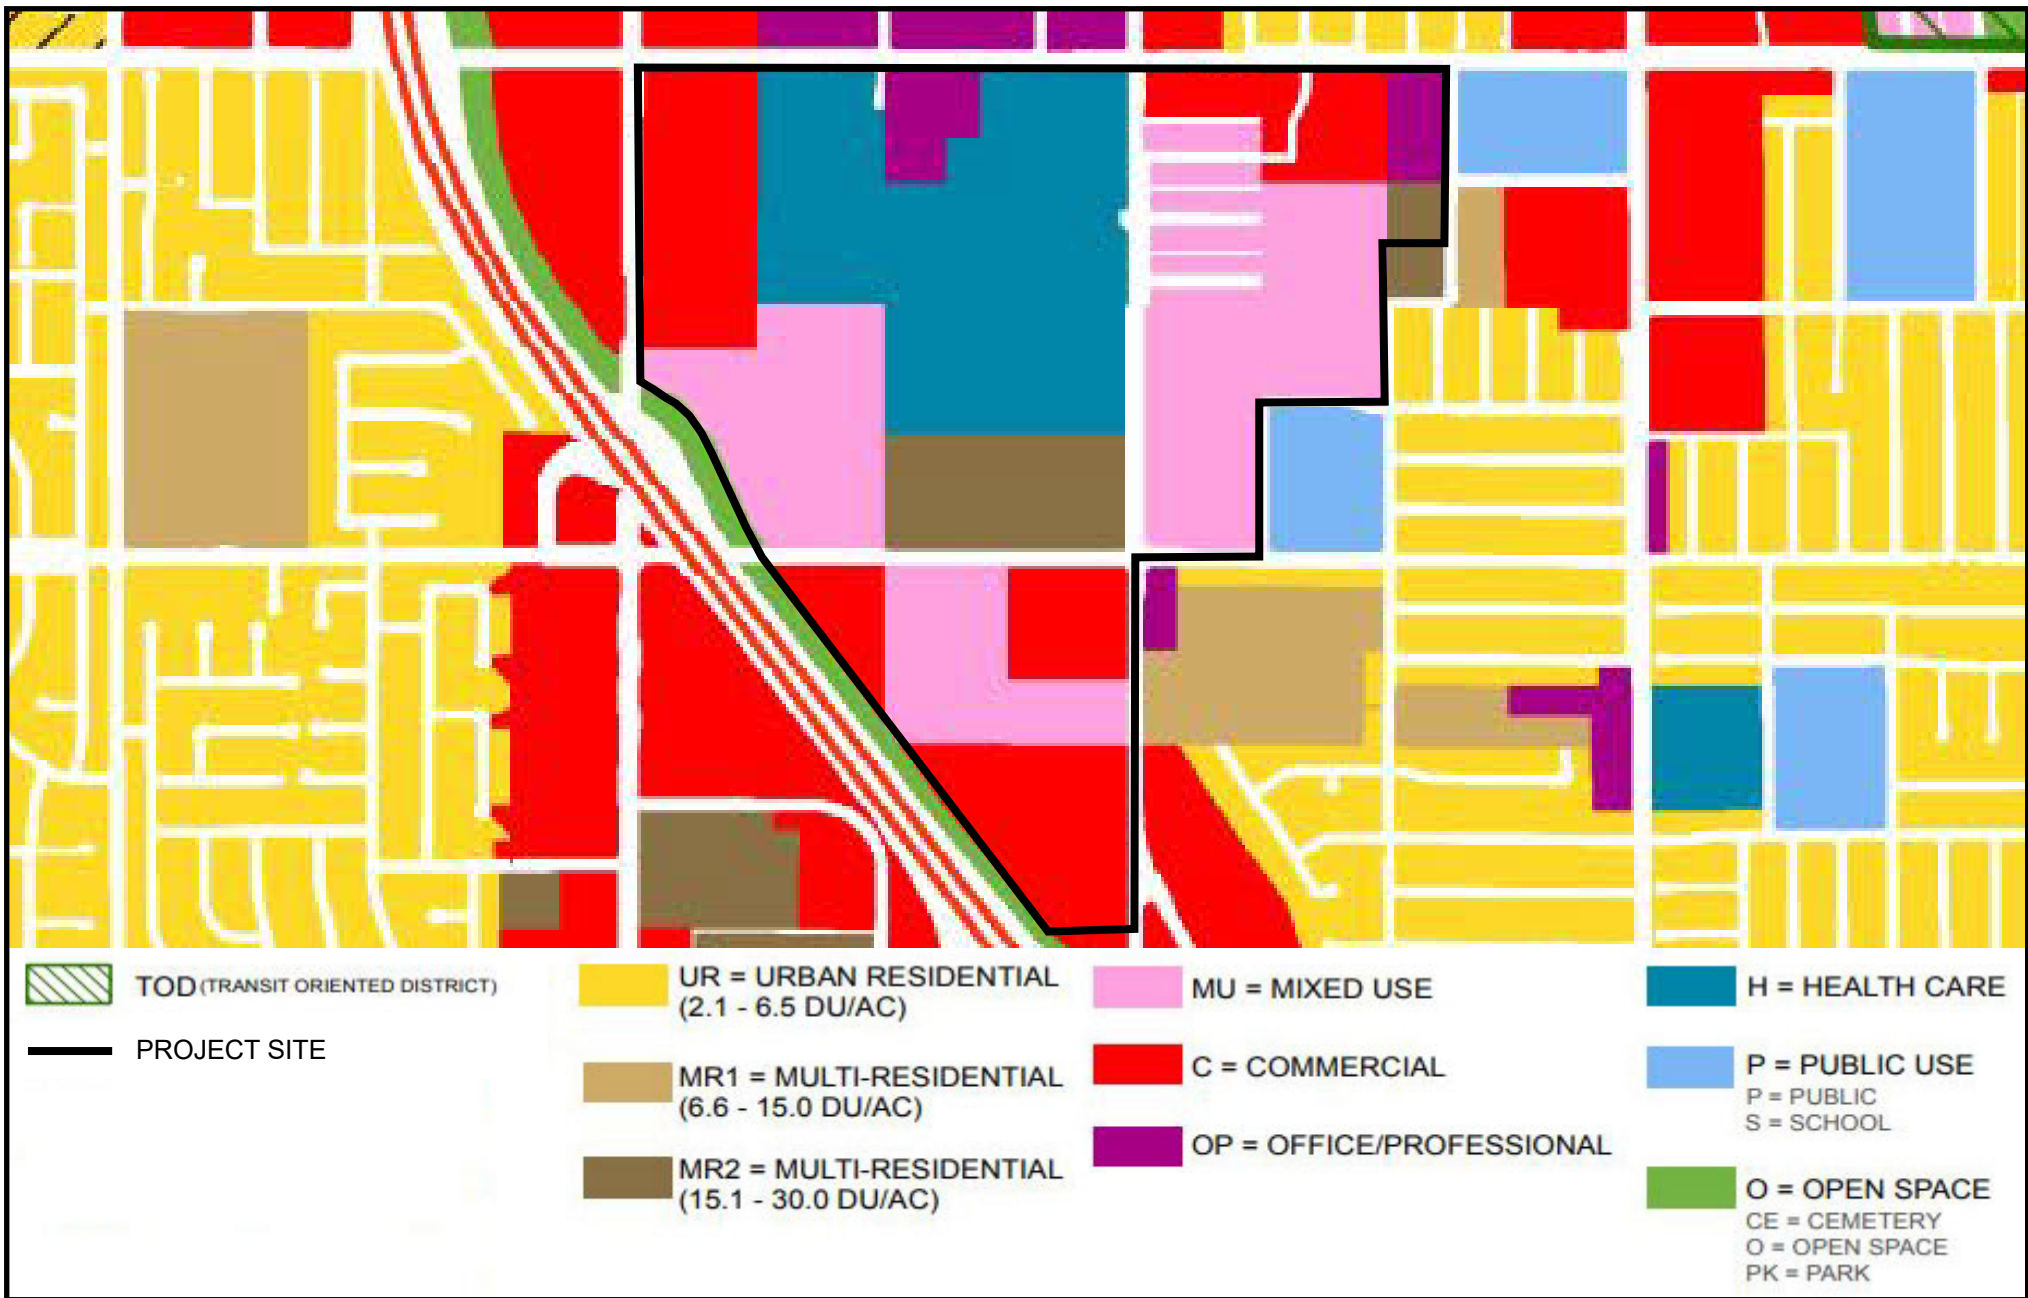 TOD (TRANSIT ORIENTED DISTRICT)
PROJECT SITE
UR = URBAN RESIDENTIAL
(2.1 - 6.5 DU/AC)
MR1 = MULTI-RESIDENTIAL
(6.6 - 15.0 DU/AC)
MR2 = MULTI-RESIDENTIAL
(15.1 - 30.0 DU/AC)
MU = MIXED USE
C = COMMERCIAL
OP = OFFICE/PROFESSIONAL
H = HEALTH CARE
P = PUBLIC USE
P = PUBLIC
S = SCHOOL
O = OPEN SPACE
CE = CEMETERY
O = OPEN SPACE
PK = PARK